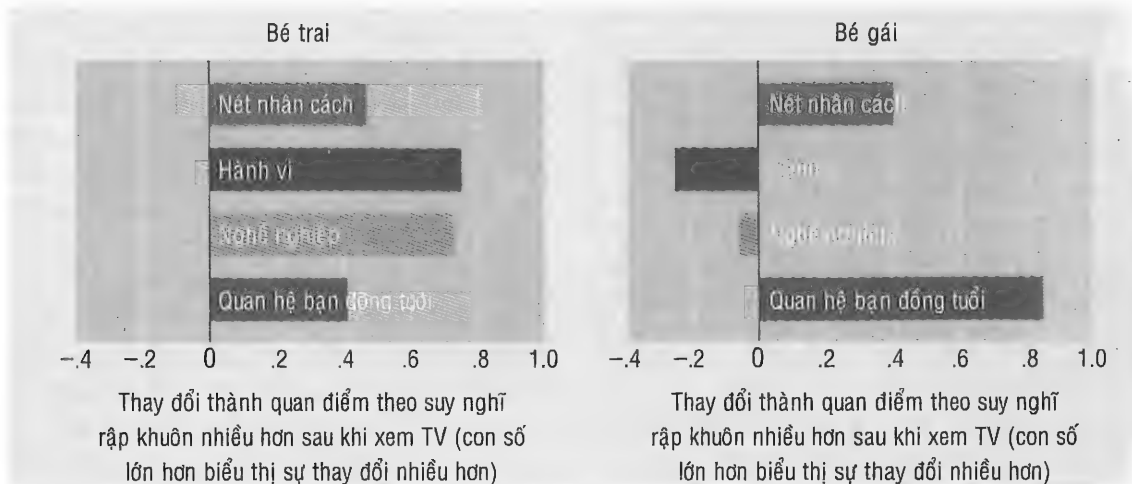 Bé trai
Nét nhân cách
Hành vi
Nghề nghiệp
Quan hệ bạn đồng tuổi
−.4 −.2 0 .2 .4 .6 .8 1.0
Thay đổi thành quan điểm theo suy nghĩ
rập khuôn nhiều hơn sau khi xem TV (con số
lớn hơn biểu thị sự thay đổi nhiều hơn)
Bé gái
Nét nhân cách
Nghề nghiệp
Quan hệ bạn đồng tuổi
−.4 −.2 0 .2 .4 .6 .8 1.0
Thay đổi thành quan điểm theo suy nghĩ
rập khuôn nhiều hơn sau khi xem TV (con số
lớn hơn biểu thị sự thay đổi nhiều hơn)